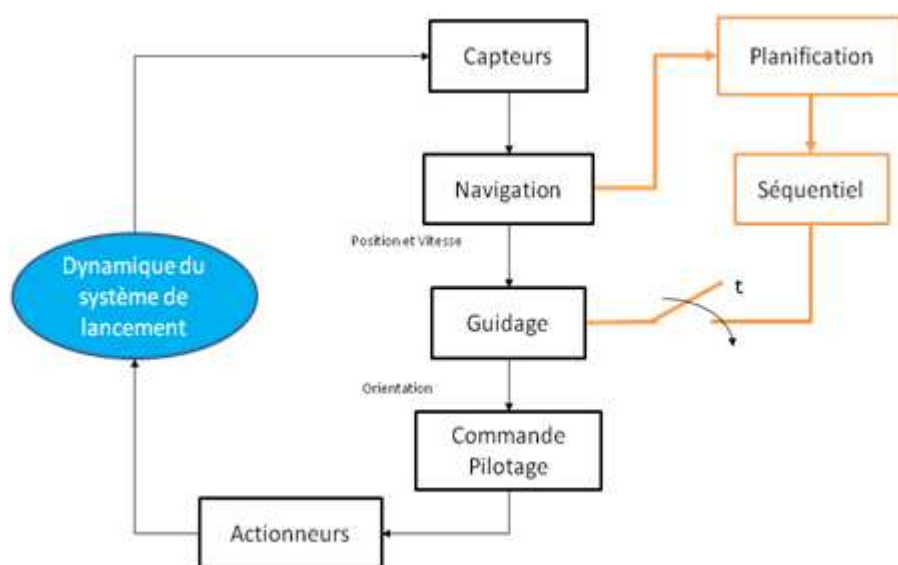 Capteurs
Planification
Navigation
Séquentiel
Position et Vitesse
Dynamique du
système de
lancement
t
Guidage
Orientation
Commande
Pilotage
Actionneurs